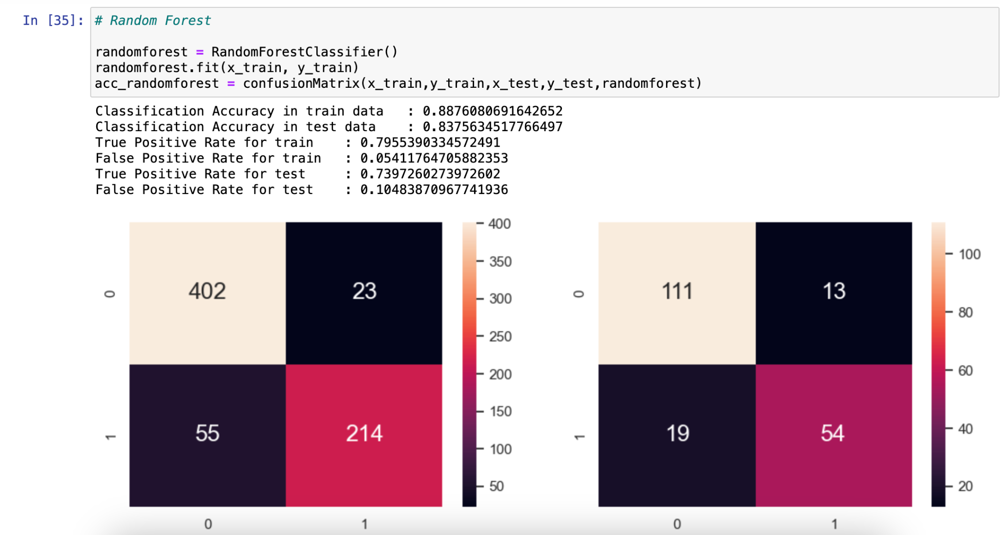 In [35]:
# Random Forest
randomforest = RandomForestClassifier()
randomforest.fit(x_train, y_train)
acc_randomforest = confusionMatrix(x_train,y_train,x_test,y_test,randomforest)
Classification Accuracy in train data   : 0.8876080691642652
Classification Accuracy in test data    : 0.8375634517766497
True Positive Rate for train    : 0.7955390334572491
False Positive Rate for train   : 0.05411764705882353
True Positive Rate for test     : 0.7397260273972602
False Positive Rate for test    : 0.10483870967741936
0
402
23
1
55
214
0
1
400
350
300
250
200
150
100
50
0
111
13
1
19
54
0
1
100
80
60
40
20